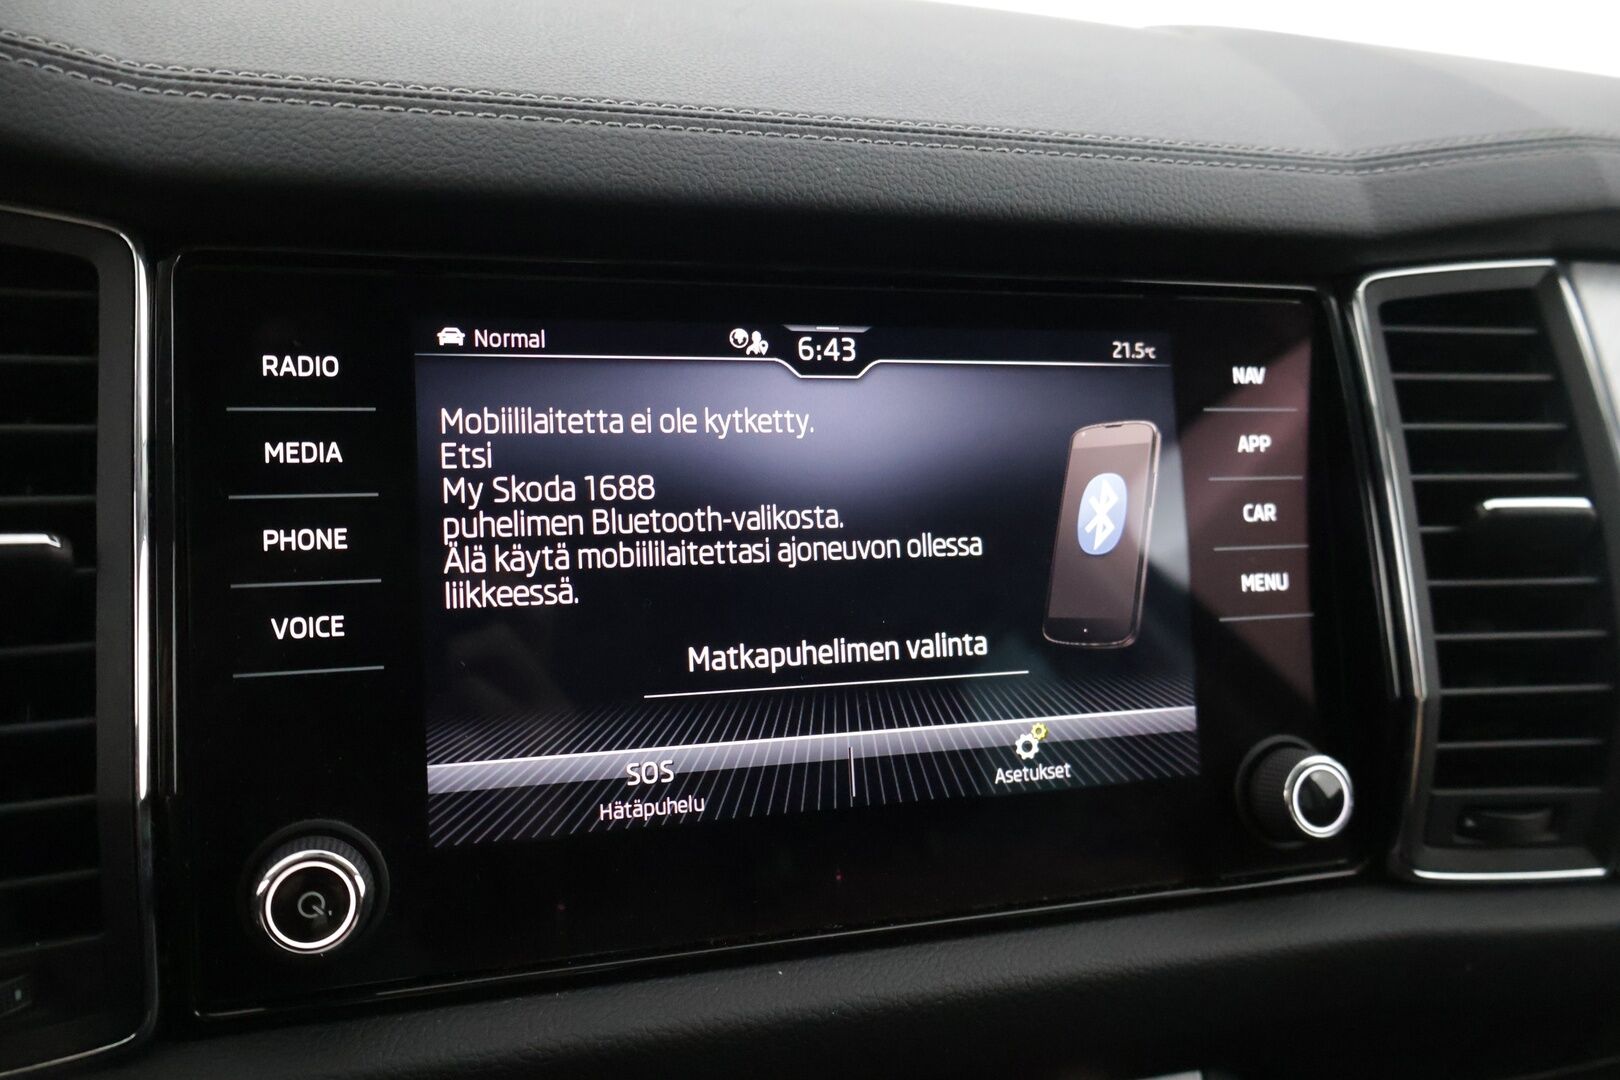 Normal
6:43
21.5°C
RADIO
MEDIA
PHONE
VOICE
Mobiililaitetta ei ole kytketty.
Etsi
My Skoda 1688
puhelimen Bluetooth-valikosta.
Älä käytä mobiililaitettasi ajoneuvon ollessa
liikkeessä.
Matkapuhelimen valinta
SOS
Hätäpuhelu
Asetukset
NAV
APP
CAR
MENU